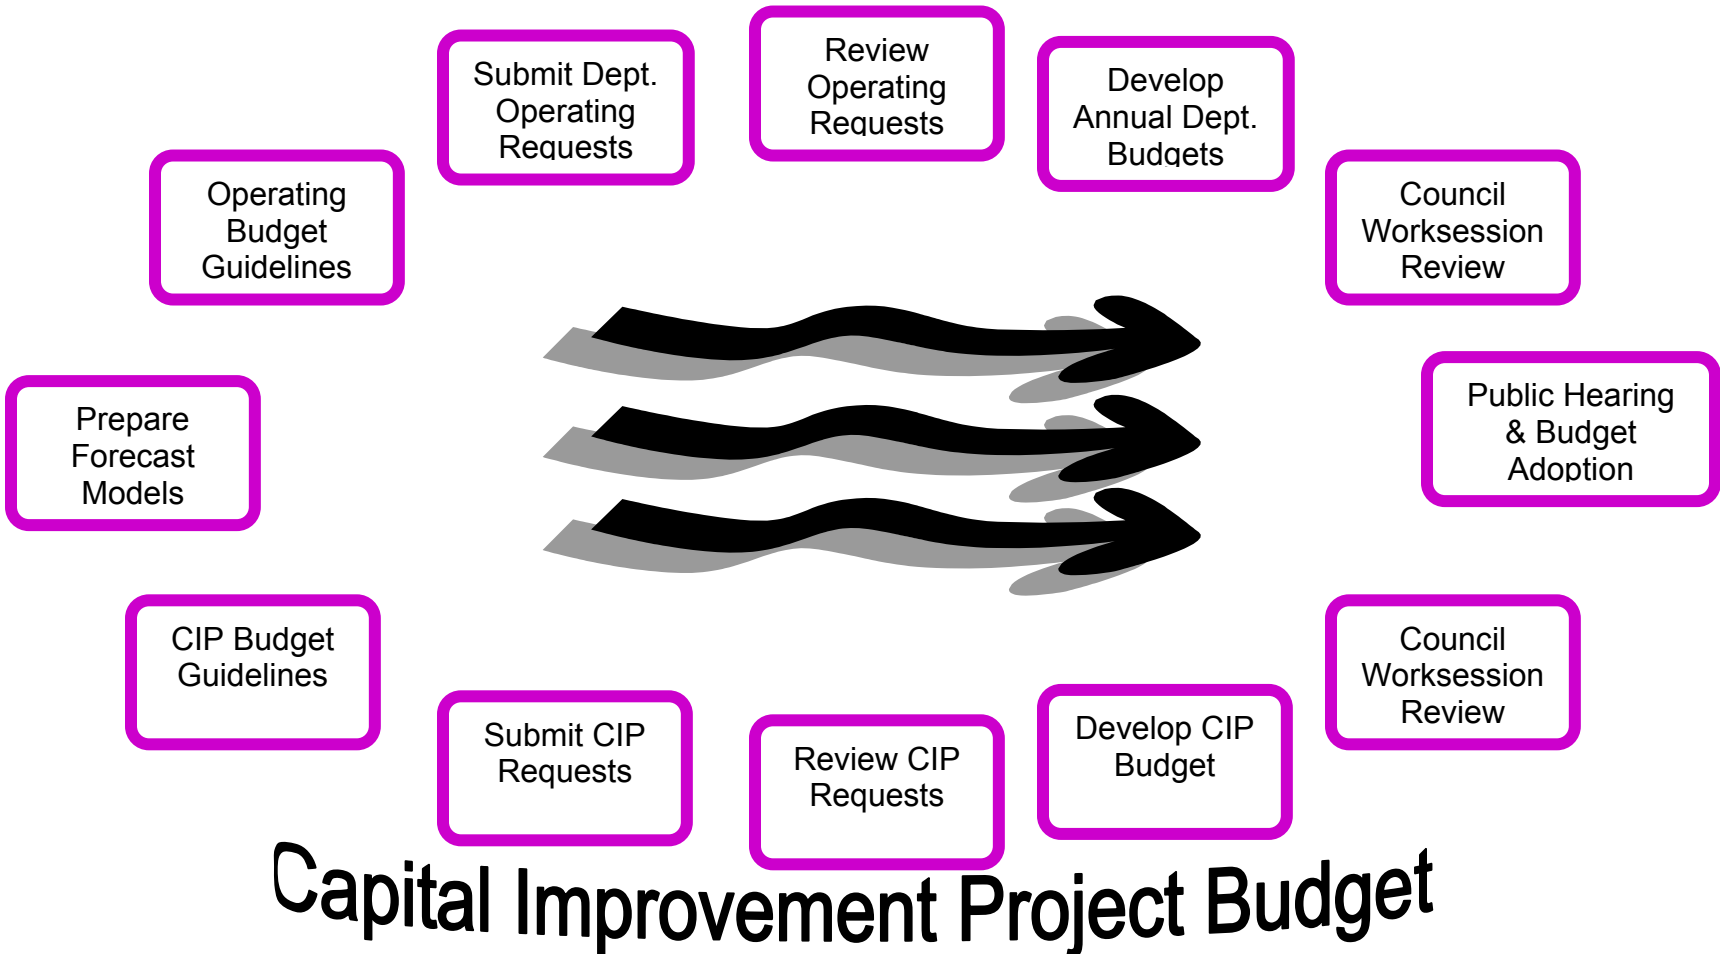 Review
Operating
Requests
Submit Dept.
Operating
Requests
Develop
Annual Dept.
Budgets
Operating
Budget
Guidelines
Council
Worksession
Review
Prepare
Forecast
Models
Public Hearing
& Budget
Adoption
CIP Budget
Guidelines
Council
Worksession
Review
Submit CIP
Requests
Review CIP
Requests
Develop CIP
Budget
Capital Improvement Project Budget